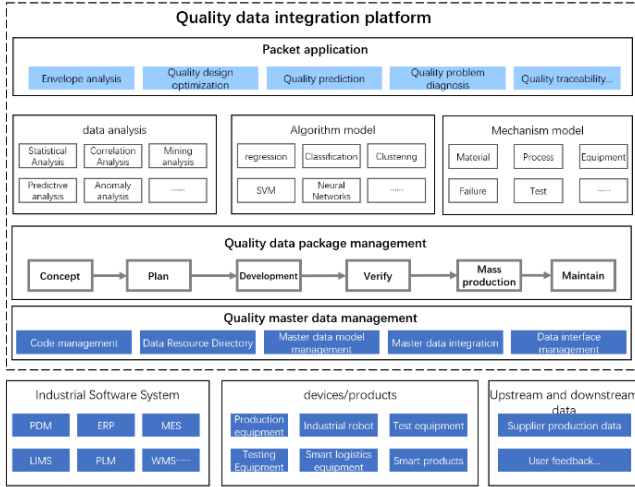 Quality data integration platform
Packet application
Envelope analysis
Quality design
optimization
Quality prediction
Quality problem
diagnosis
Quality traceability...
data analysis
Statistical
Analysis
Correlation
Analysis
Mining
analysis
Predictive
analysis
Anomaly
analysis
······
Algorithm model
regression
Classification
Clustering
SVM
Neural
Networks
······
Mechanism model
Material
Process
Equipment
Failure
Test
······
Quality data package management
Concept
Plan
Development
Verify
Mass
production
Maintain
Quality master data management
Code management
Data Resource Directory
Master data model
management
Master data integration
Data interface
management
Industrial Software System
PDM
ERP
MES
LIMS
PLM
WMS······
devices/products
Production
equipment
Industrial robot
Test equipment
Testing
Equipment
Smart logistics
equipment
Smart products
Upstream and downstream
data
Supplier production data
User feedback...